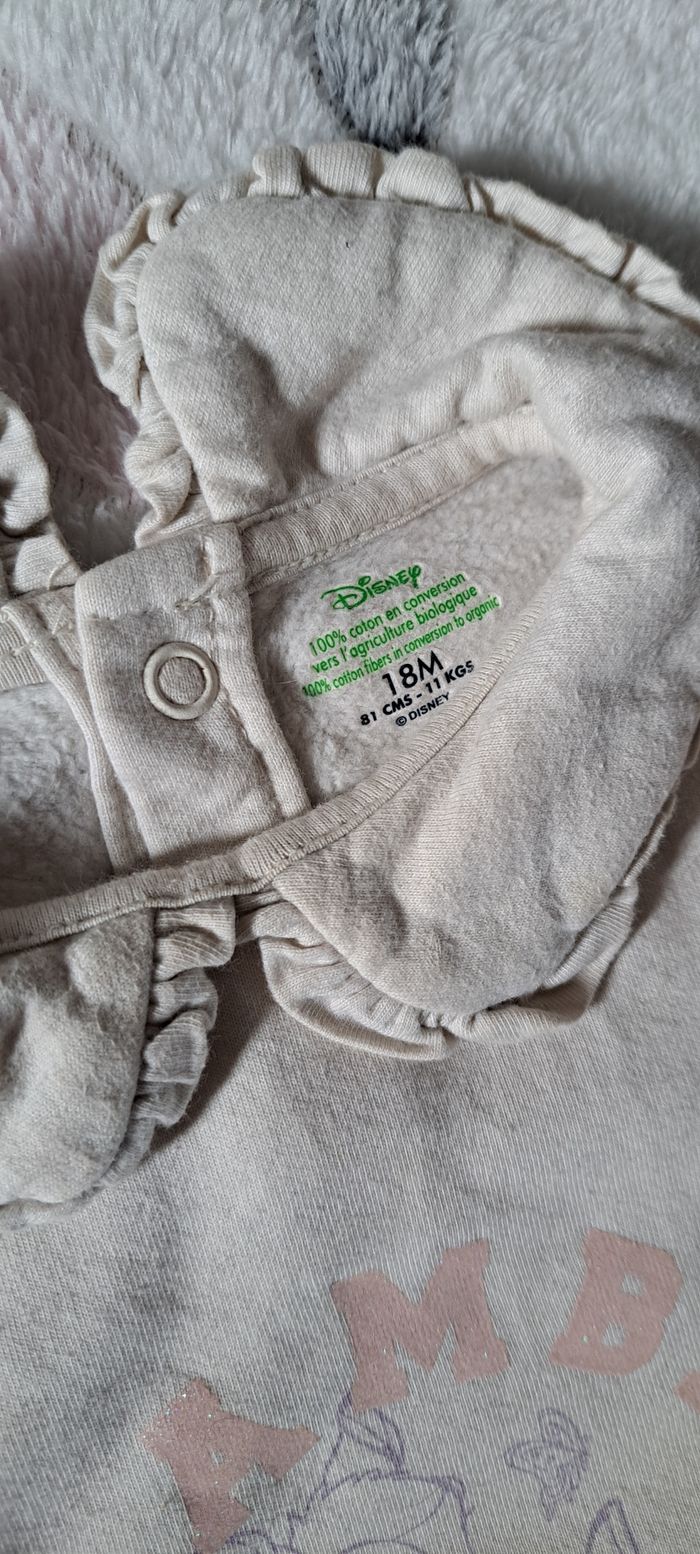 Disney
100% coton en conversion
vers l'agriculture biologique
100% cotton fibers in conversion to organic
18M
81 CMS - 11 KGS
© DISNEY
AMB